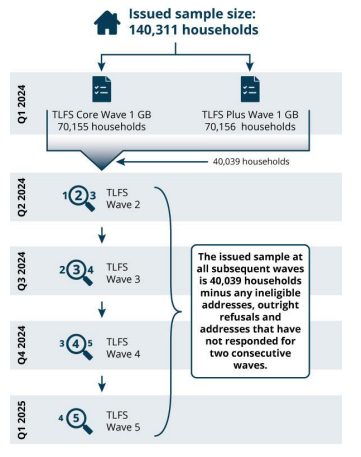 Issued sample size:
140,311 households
Q1 2024
TLFS Core Wave 1 GB
70,155 households
TLFS Plus Wave 1 GB
70,156 households
40,039 households
Q2 2024
1 2 3
TLFS
Wave 2
Q3 2024
2 3 4
TLFS
Wave 3
Q4 2024
3 4 5
TLFS
Wave 4
Q1 2025
4 5
TLFS
Wave 5
The issued sample at
all subsequent waves
is 40,039 households
minus any ineligible
addresses, outright
refusals and
addresses that have
not responded for
two consecutive
waves.